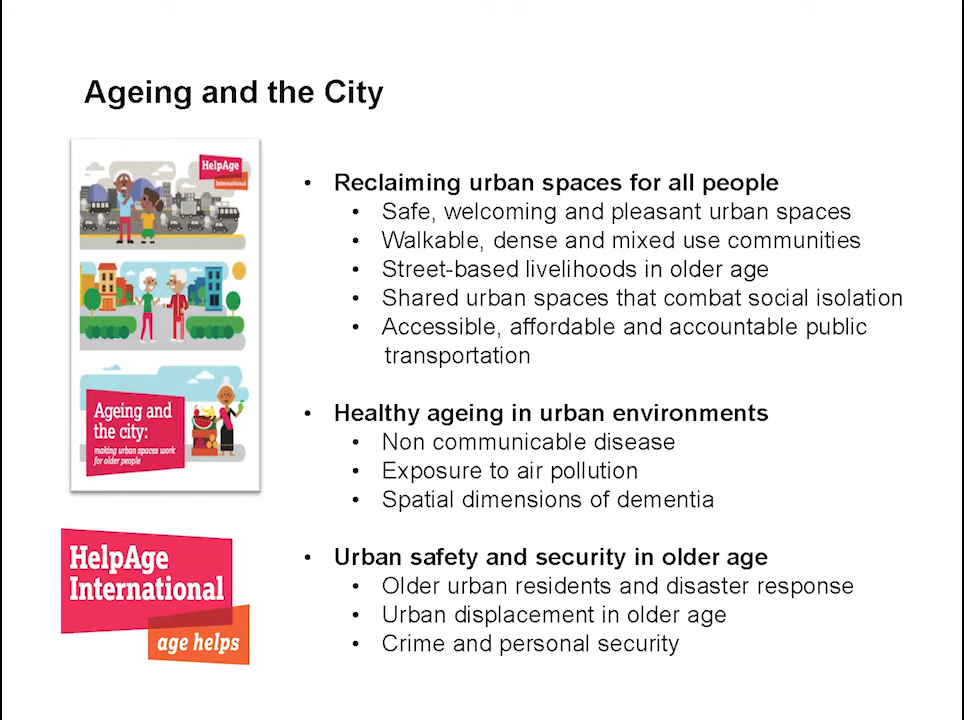 Ageing and the City
HelpAge
International
Ageing and
the city:
making urban spaces work
for older people
HelpAge
International
age helps
• Reclaiming urban spaces for all people
• Safe, welcoming and pleasant urban spaces
• Walkable, dense and mixed use communities
• Street-based livelihoods in older age
• Shared urban spaces that combat social isolation
• Accessible, affordable and accountable public
transportation
• Healthy ageing in urban environments
• Non communicable disease
• Exposure to air pollution
• Spatial dimensions of dementia
• Urban safety and security in older age
• Older urban residents and disaster response
• Urban displacement in older age
• Crime and personal security